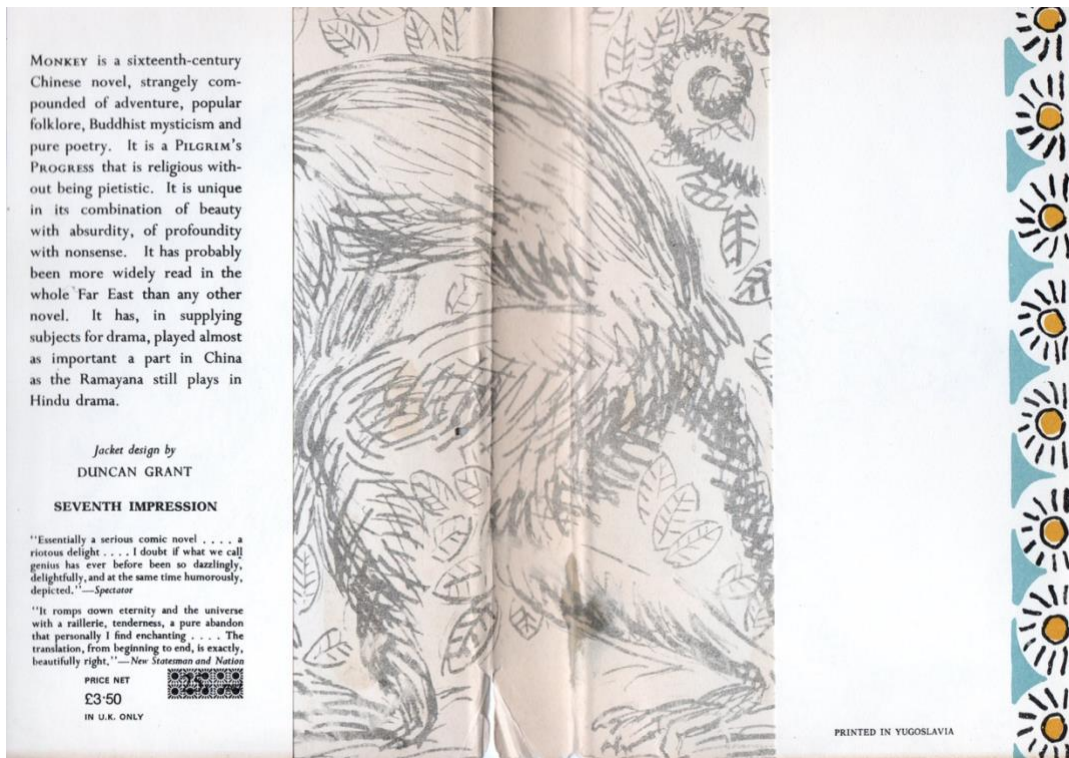 MONKEY is a sixteenth-century
Chinese novel, strangely com-
pounded of adventure, popular
folklore, Buddhist mysticism and
pure poetry. It is a PILGRIM'S
PROGRESS that is religious with-
out being pietistic. It is unique
in its combination of beauty
with absurdity, of profoundity
with nonsense. It has probably
been more widely read in the
whole Far East than any other
novel. It has, in supplying
subjects for drama, played almost
as important a part in China
as the Ramayana still plays in
Hindu drama.
Jacket design by
DUNCAN GRANT
SEVENTH IMPRESSION
"Essentially a serious comic novel . . . . a
riotous delight . . . . I doubt if what we call
genius has ever before been so dazzlingly,
delightfully, and at the same time humorously,
depicted."—Spectator
"It romps down eternity and the universe
with a raillerie, tenderness, a pure abandon
that personally I find enchanting . . . . The
translation, from beginning to end, is exactly,
beautifully right,"—New Statesman and Nation
PRICE NET
£3·50
IN U.K. ONLY
PRINTED IN YUGOSLAVIA